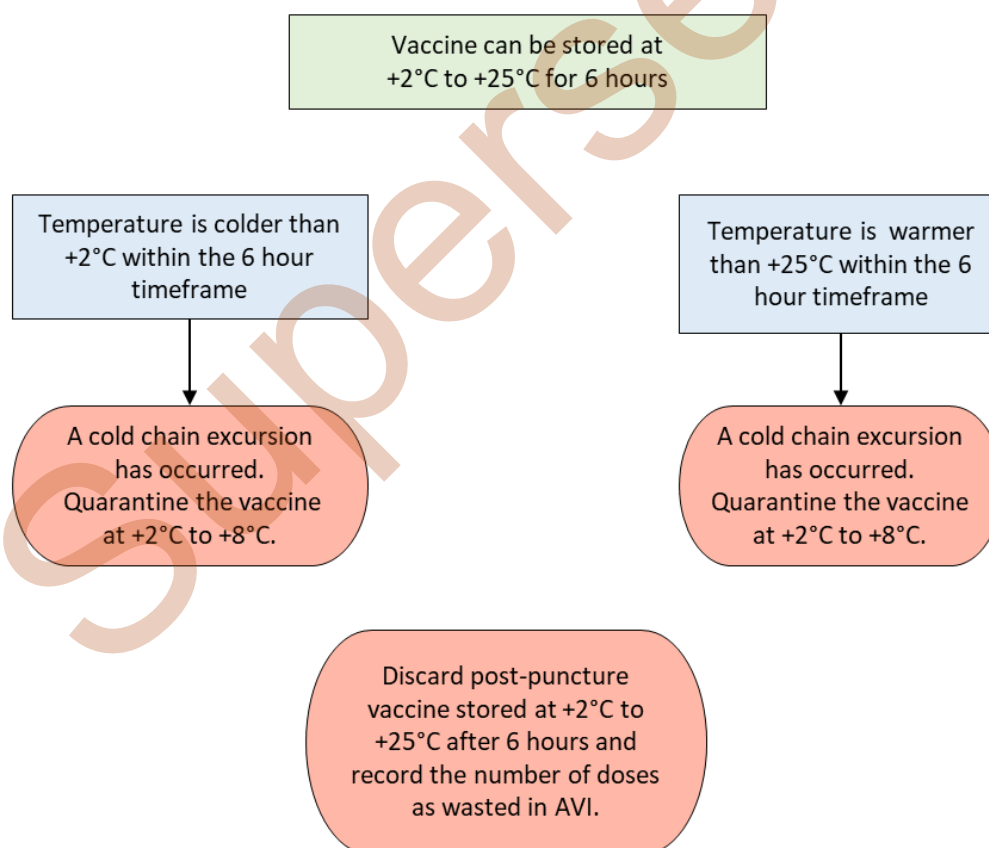 Vaccine can be stored at
+2°C to +25°C for 6 hours
Temperature is colder than
+2°C within the 6 hour
timeframe
Temperature is warmer
than +25°C within the 6
hour timeframe
A cold chain excursion
has occurred.
Quarantine the vaccine
at +2°C to +8°C.
A cold chain excursion
has occurred.
Quarantine the vaccine
at +2°C to +8°C.
Discard post-puncture
vaccine stored at +2°C to
+25°C after 6 hours and
record the number of doses
as wasted in AVI.
Superse